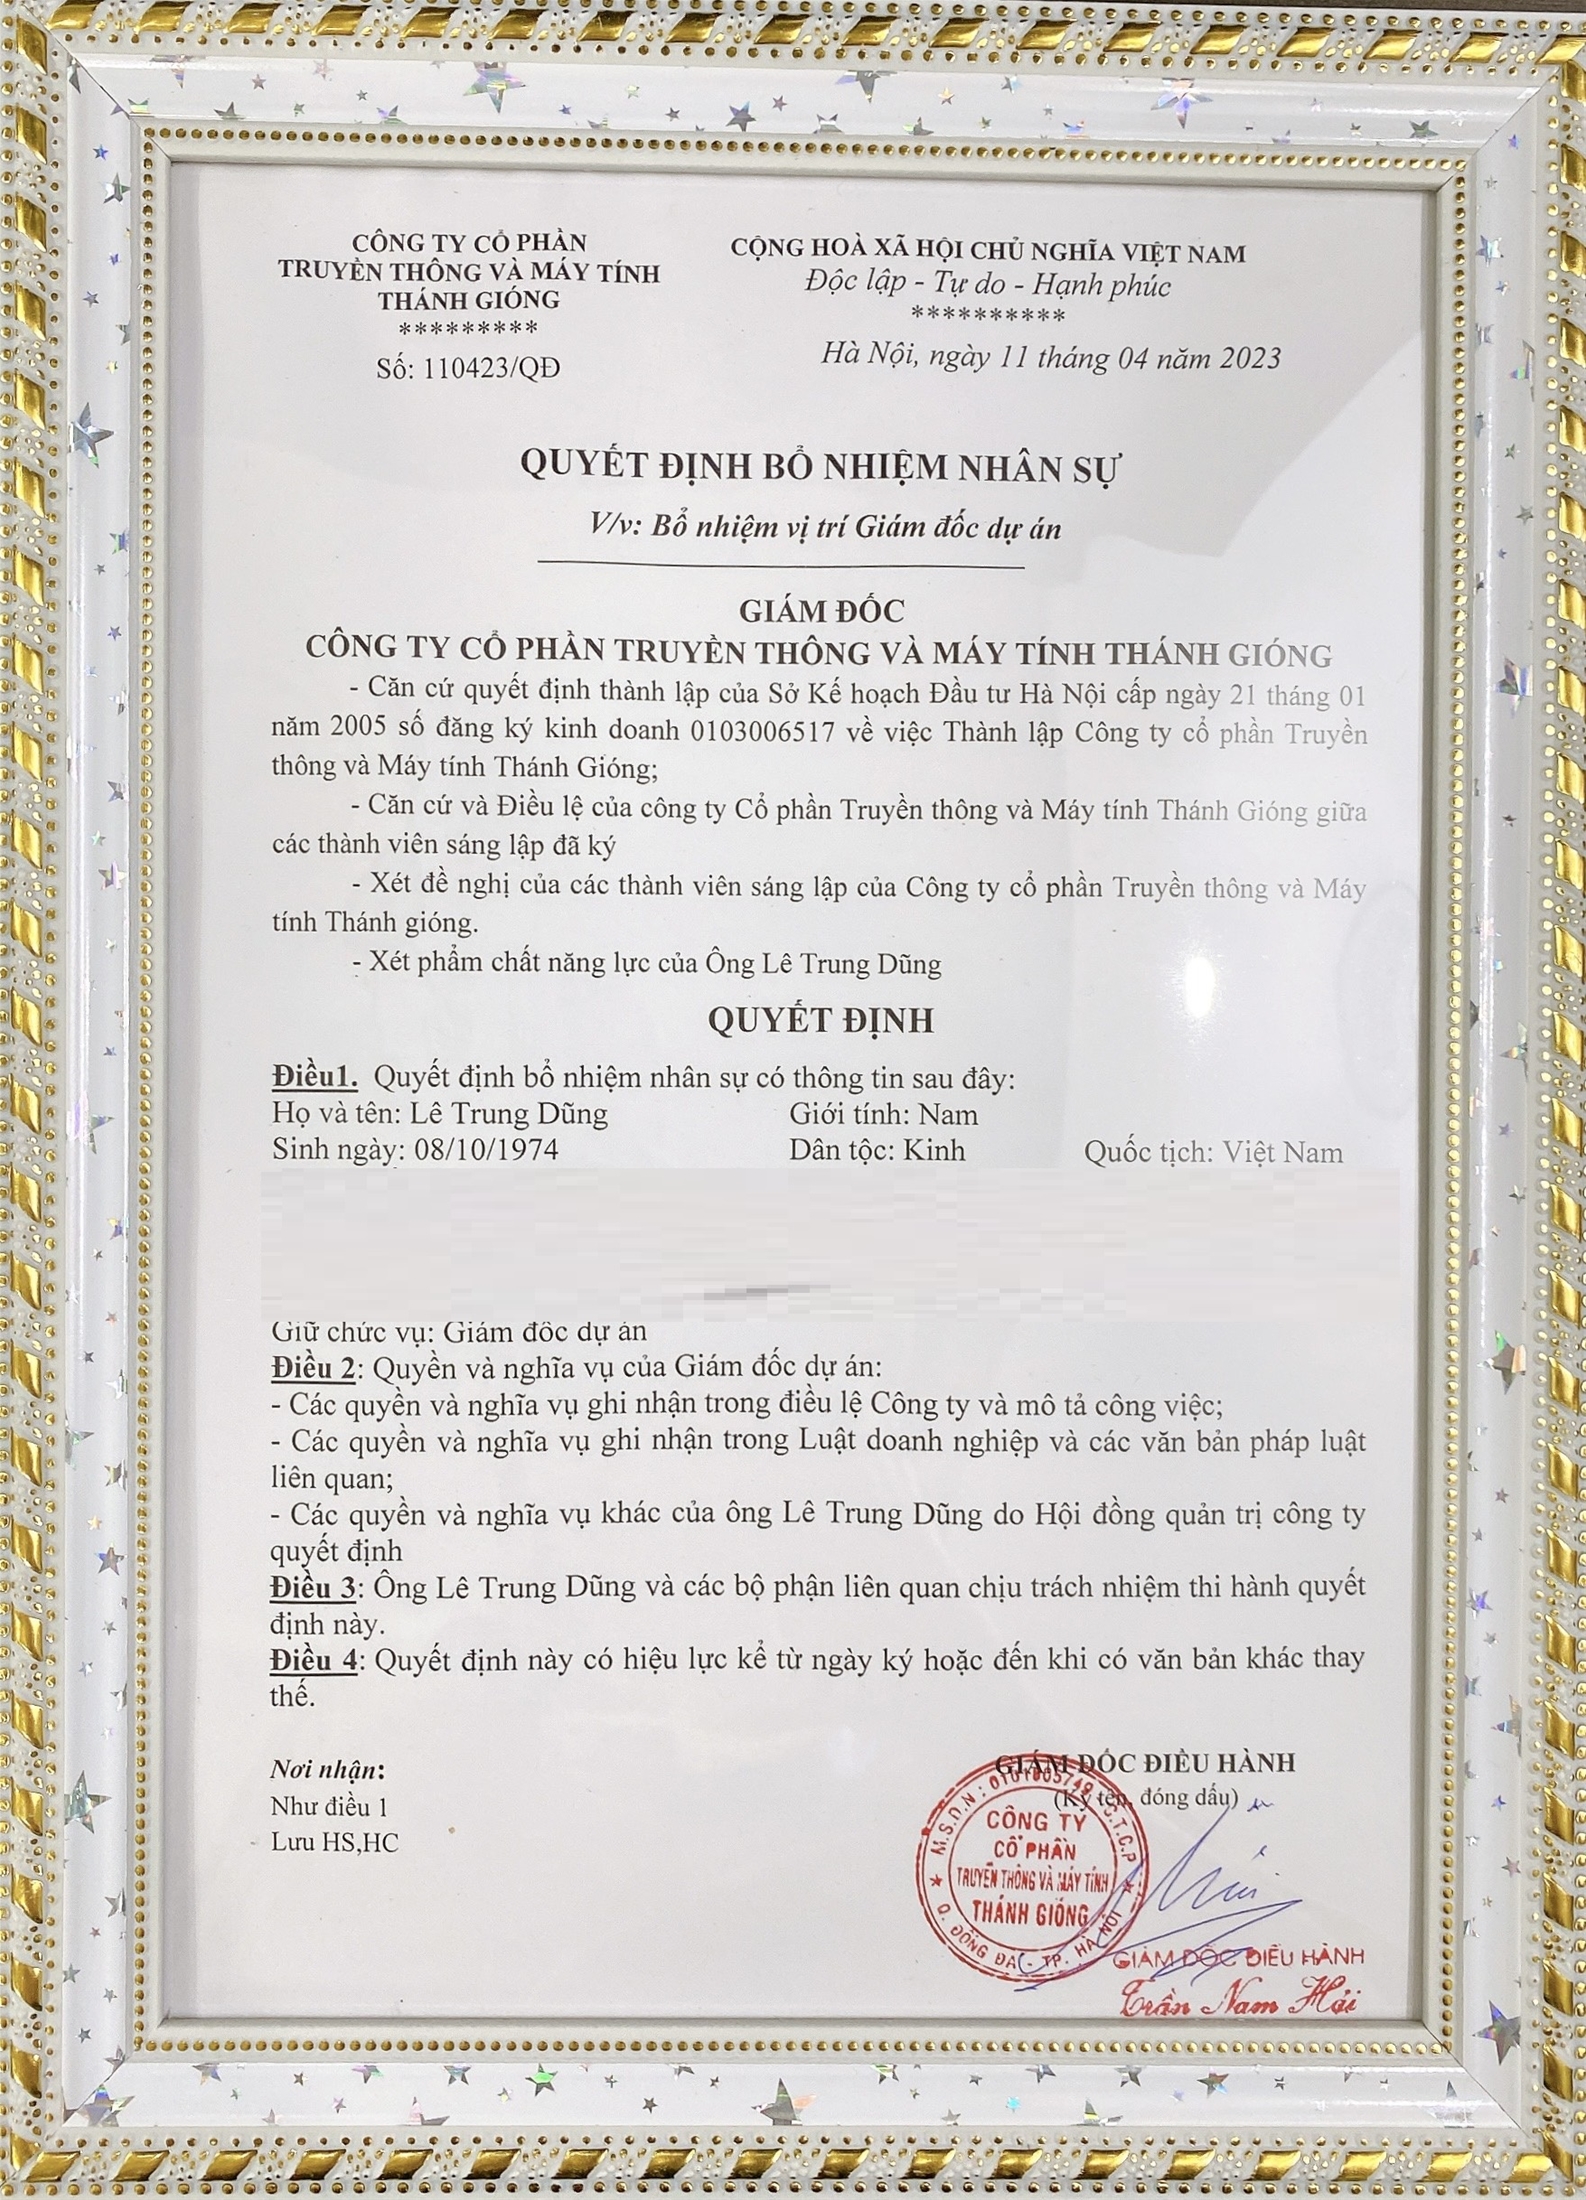 CÔNG TY CỔ PHẦN
TRUYỀN THÔNG VÀ MÁY TÍNH
THÁNH GIÓNG
*********
Số: 110423/QĐ
CỘNG HOÀ XÃ HỘI CHỦ NGHĨA VIỆT NAM
Độc lập - Tự do - Hạnh phúc
**********
Hà Nội, ngày 11 tháng 04 năm 2023
QUYẾT ĐỊNH BỔ NHIỆM NHÂN SỰ
V/v: Bổ nhiệm vị trí Giám đốc dự án
GIÁM ĐỐC
CÔNG TY CỔ PHẦN TRUYỀN THÔNG VÀ MÁY TÍNH THÁNH GIÓNG
- Căn cứ quyết định thành lập của Sở Kế hoạch Đầu tư Hà Nội cấp ngày 21 tháng 01
năm 2005 số đăng ký kinh doanh 0103006517 về việc Thành lập Công ty cổ phần Truyền
thông và Máy tính Thánh Gióng;
- Căn cứ và Điều lệ của công ty Cổ phần Truyền thông và Máy tính Thánh Gióng giữa
các thành viên sáng lập đã ký
- Xét đề nghị của các thành viên sáng lập của Công ty cổ phần Truyền thông và Máy
tính Thánh gióng.
- Xét phẩm chất năng lực của Ông Lê Trung Dũng
QUYẾT ĐỊNH
Điều1. Quyết định bổ nhiệm nhân sự có thông tin sau đây:
Họ và tên: Lê Trung Dũng Giới tính: Nam
Sinh ngày: 08/10/1974 Dân tộc: Kinh Quốc tịch: Việt Nam
Giữ chức vụ: Giám đốc dự án
Điều 2: Quyền và nghĩa vụ của Giám đốc dự án:
- Các quyền và nghĩa vụ ghi nhận trong điều lệ Công ty và mô tả công việc;
- Các quyền và nghĩa vụ ghi nhận trong Luật doanh nghiệp và các văn bản pháp luật
liên quan;
- Các quyền và nghĩa vụ khác của ông Lê Trung Dũng do Hội đồng quản trị công ty
quyết định
Điều 3: Ông Lê Trung Dũng và các bộ phận liên quan chịu trách nhiệm thi hành quyết
định này.
Điều 4: Quyết định này có hiệu lực kể từ ngày ký hoặc đến khi có văn bản khác thay
thế.
Nơi nhận:
Như điều 1
Lưu HS,HC
GIÁM ĐỐC ĐIỀU HÀNH
(Ký tên, đóng dấu)
M.S.D.N: 0101605749 C.T.C.P
CÔNG TY
CỔ PHẦN
TRUYỀN THÔNG VÀ MÁY TÍNH
THÁNH GIÓNG
Q. ĐỐNG ĐA - TP. HÀ NỘI
GIÁM ĐỐC ĐIỀU HÀNH
Trần Nam Hải